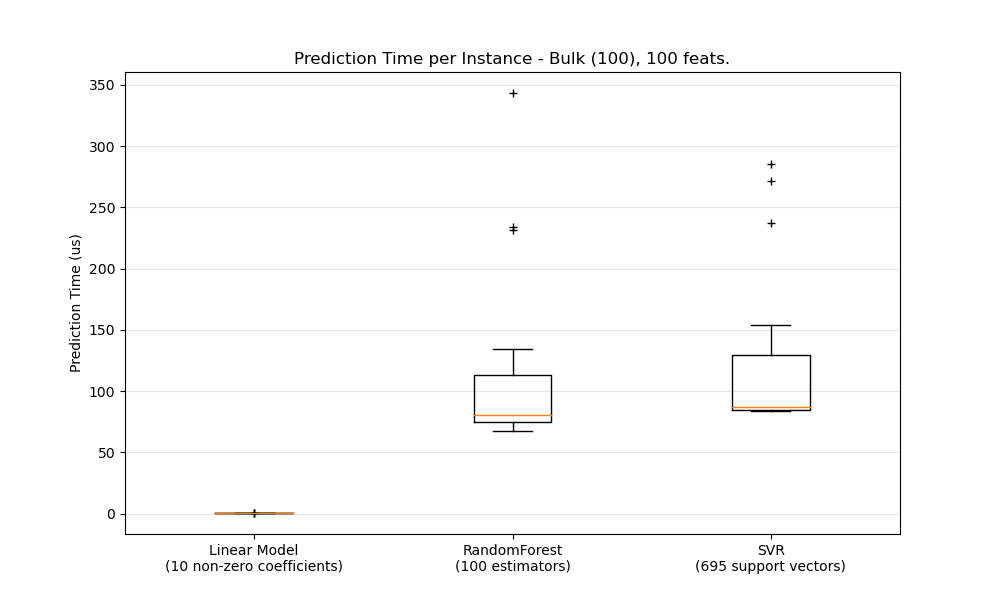 Prediction Time per Instance - Bulk (100), 100 feats.
350
300
250
200
150
100
50
0
Prediction Time (us)
Linear Model
(10 non-zero coefficients)
RandomForest
(100 estimators)
SVR
(695 support vectors)